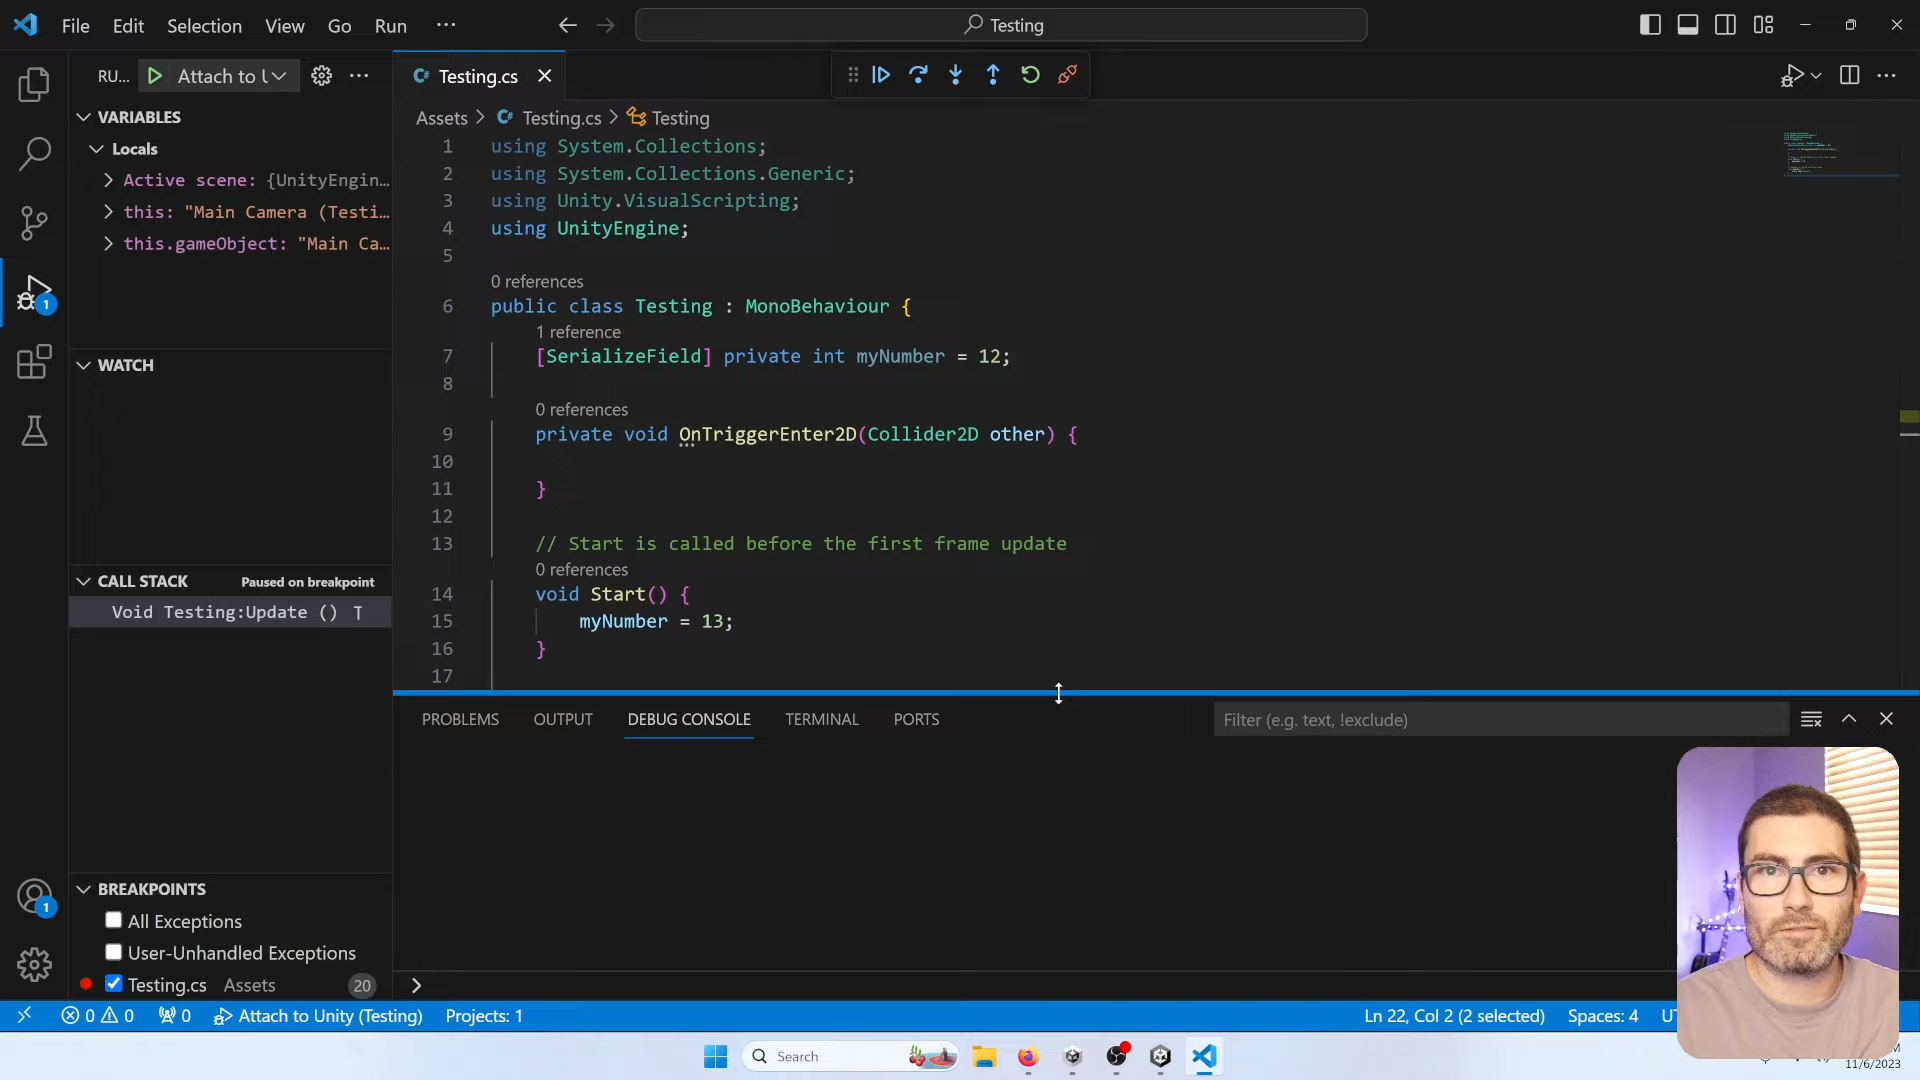 File Edit Selection View Go Run ··· Testing
RU... Attach to U
Testing.cs
VARIABLES
Locals
Active scene: {UnityEngin...
this: "Main Camera (Testi...
this.gameObject: "Main Ca...
1
WATCH
CALL STACK Paused on breakpoint
Void Testing:Update () T
BREAKPOINTS
All Exceptions
User-Unhandled Exceptions
Testing.cs Assets 20
1
Assets > Testing.cs > Testing
1 using System.Collections;
2 using System.Collections.Generic;
3 using Unity.VisualScripting;
4 using UnityEngine;
5
0 references
6 public class Testing : MonoBehaviour {
1 reference
7 [SerializeField] private int myNumber = 12;
8
0 references
9 private void OnTriggerEnter2D(Collider2D other) {
10
11 }
12
13 // Start is called before the first frame update
0 references
14 void Start() {
15 myNumber = 13;
16 }
17
PROBLEMS OUTPUT DEBUG CONSOLE TERMINAL PORTS Filter (e.g. text, !exclude)
>
0 0 0 Attach to Unity (Testing) Projects: 1 Ln 22, Col 2 (2 selected) Spaces: 4
Search
11/6/2023